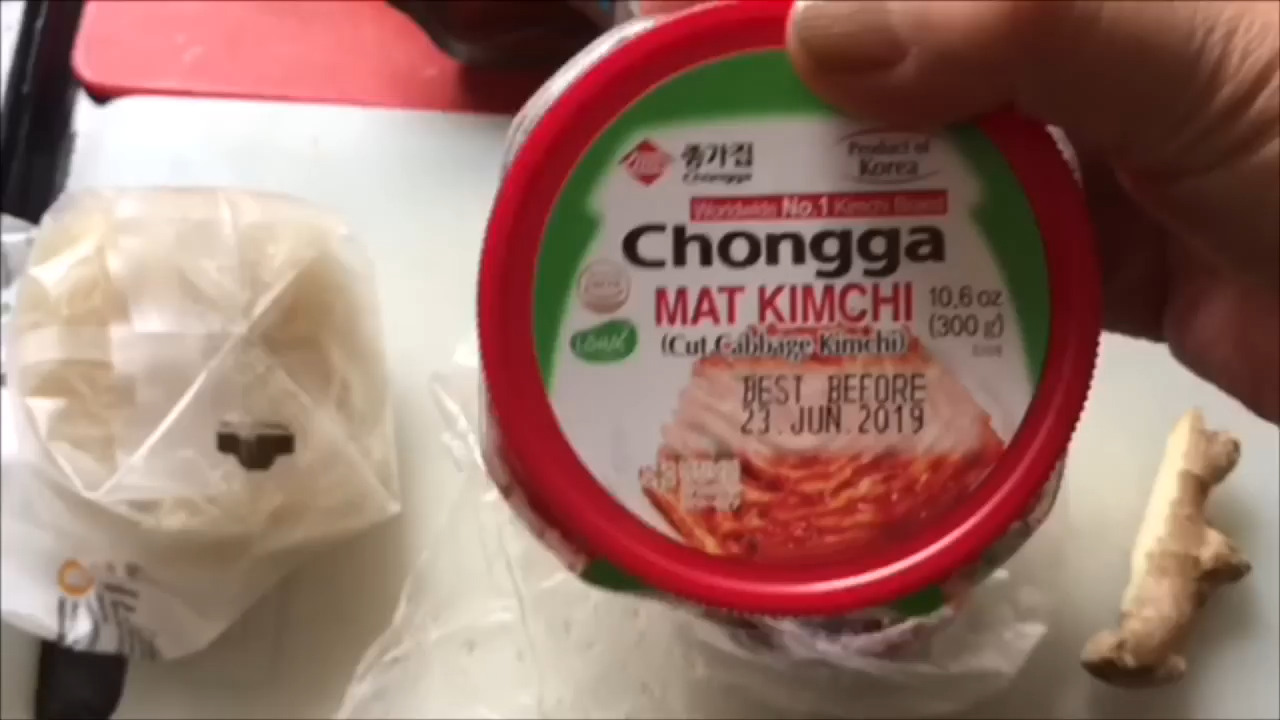 종가집
Chongga
Product of
Korea
Worldwide No.1 Kimchi Brand
Chongga
MAT KIMCHI
10.6 oz
(300 g)
(Cut Cabbage Kimchi)
BEST BEFORE
23.JUN.2019